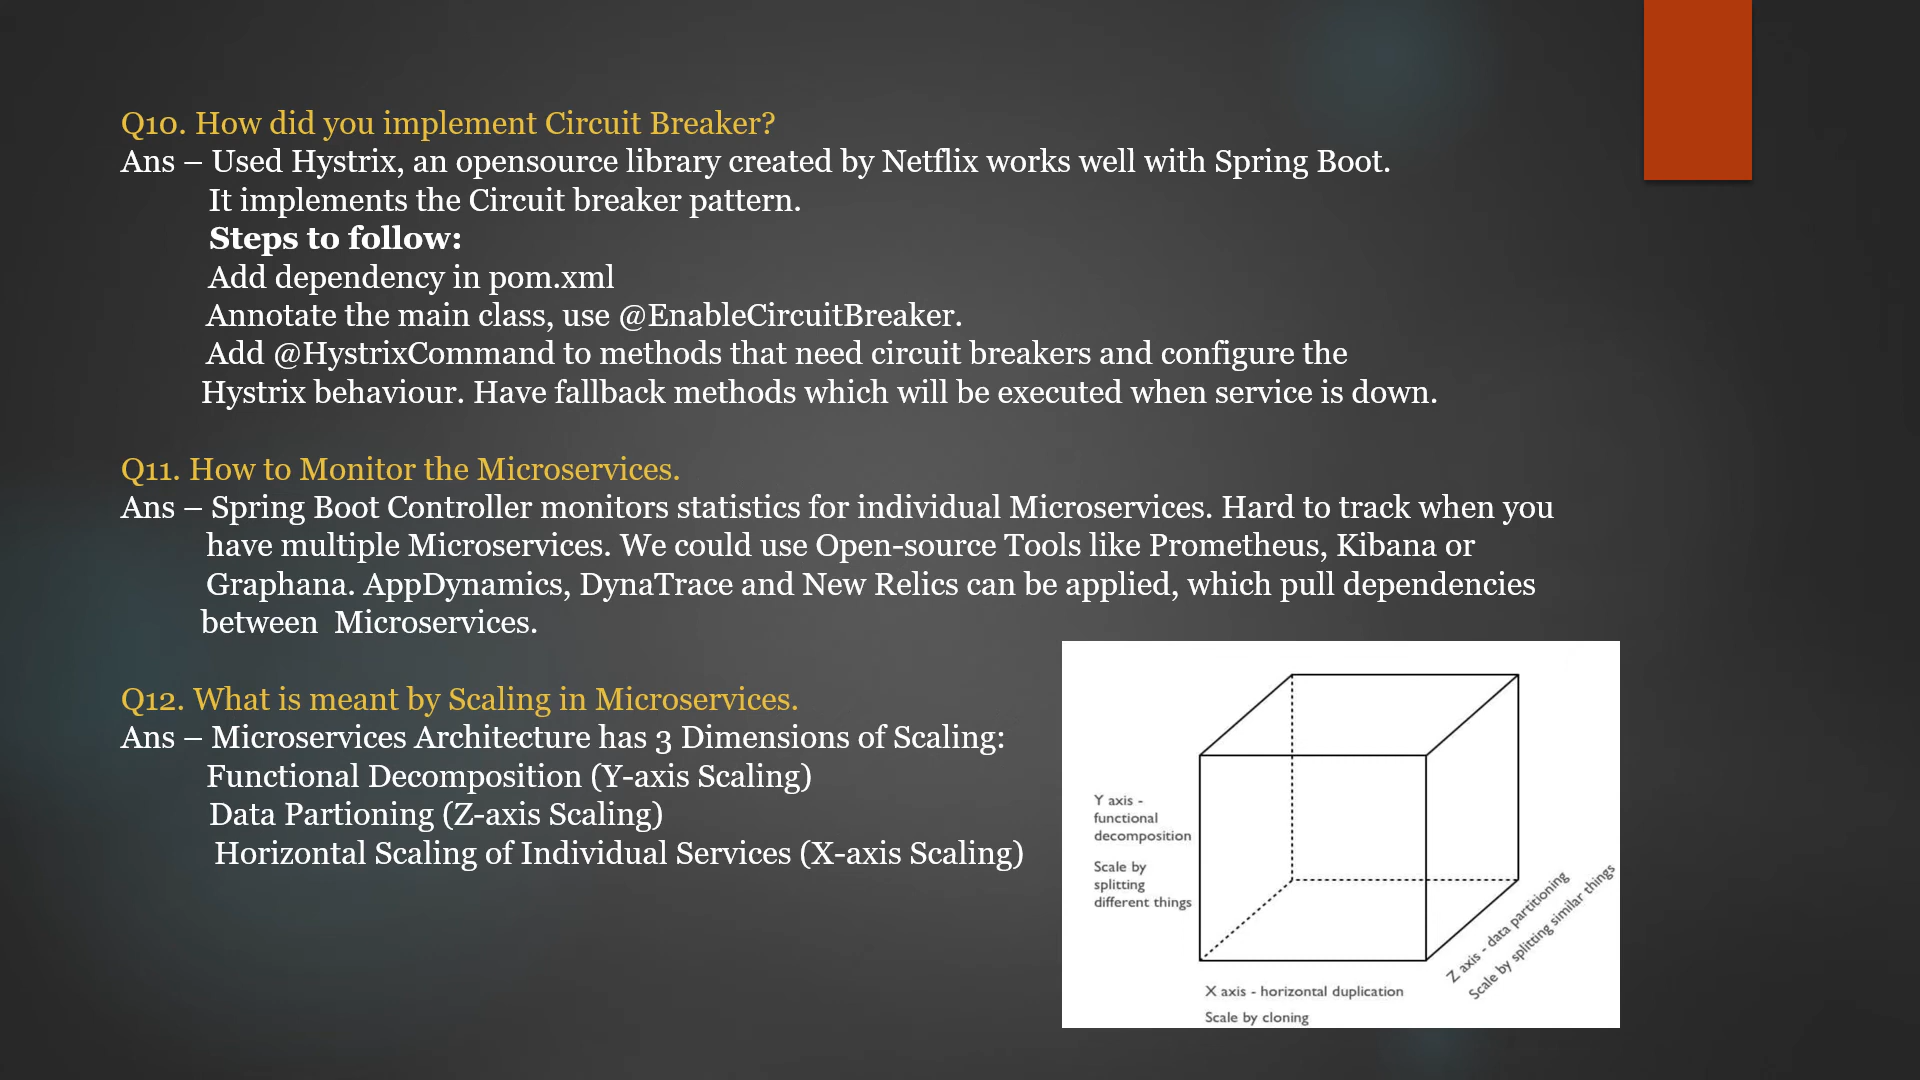 Q10. How did you implement Circuit Breaker?
Ans – Used Hystrix, an opensource library created by Netflix works well with Spring Boot.
It implements the Circuit breaker pattern.
Steps to follow:
Add dependency in pom.xml
Annotate the main class, use @EnableCircuitBreaker.
Add @HystrixCommand to methods that need circuit breakers and configure the
Hystrix behaviour. Have fallback methods which will be executed when service is down.
Q11. How to Monitor the Microservices.
Ans – Spring Boot Controller monitors statistics for individual Microservices. Hard to track when you
have multiple Microservices. We could use Open-source Tools like Prometheus, Kibana or
Graphana. AppDynamics, DynaTrace and New Relics can be applied, which pull dependencies
between  Microservices.
Q12. What is meant by Scaling in Microservices.
Ans – Microservices Architecture has 3 Dimensions of Scaling:
Functional Decomposition (Y-axis Scaling)
Data Partioning (Z-axis Scaling)
Horizontal Scaling of Individual Services (X-axis Scaling)
Y axis -
functional
decomposition
Scale by
splitting
different things
Z axis - data partitioning
Scale by splitting similar things
X axis - horizontal duplication
Scale by cloning